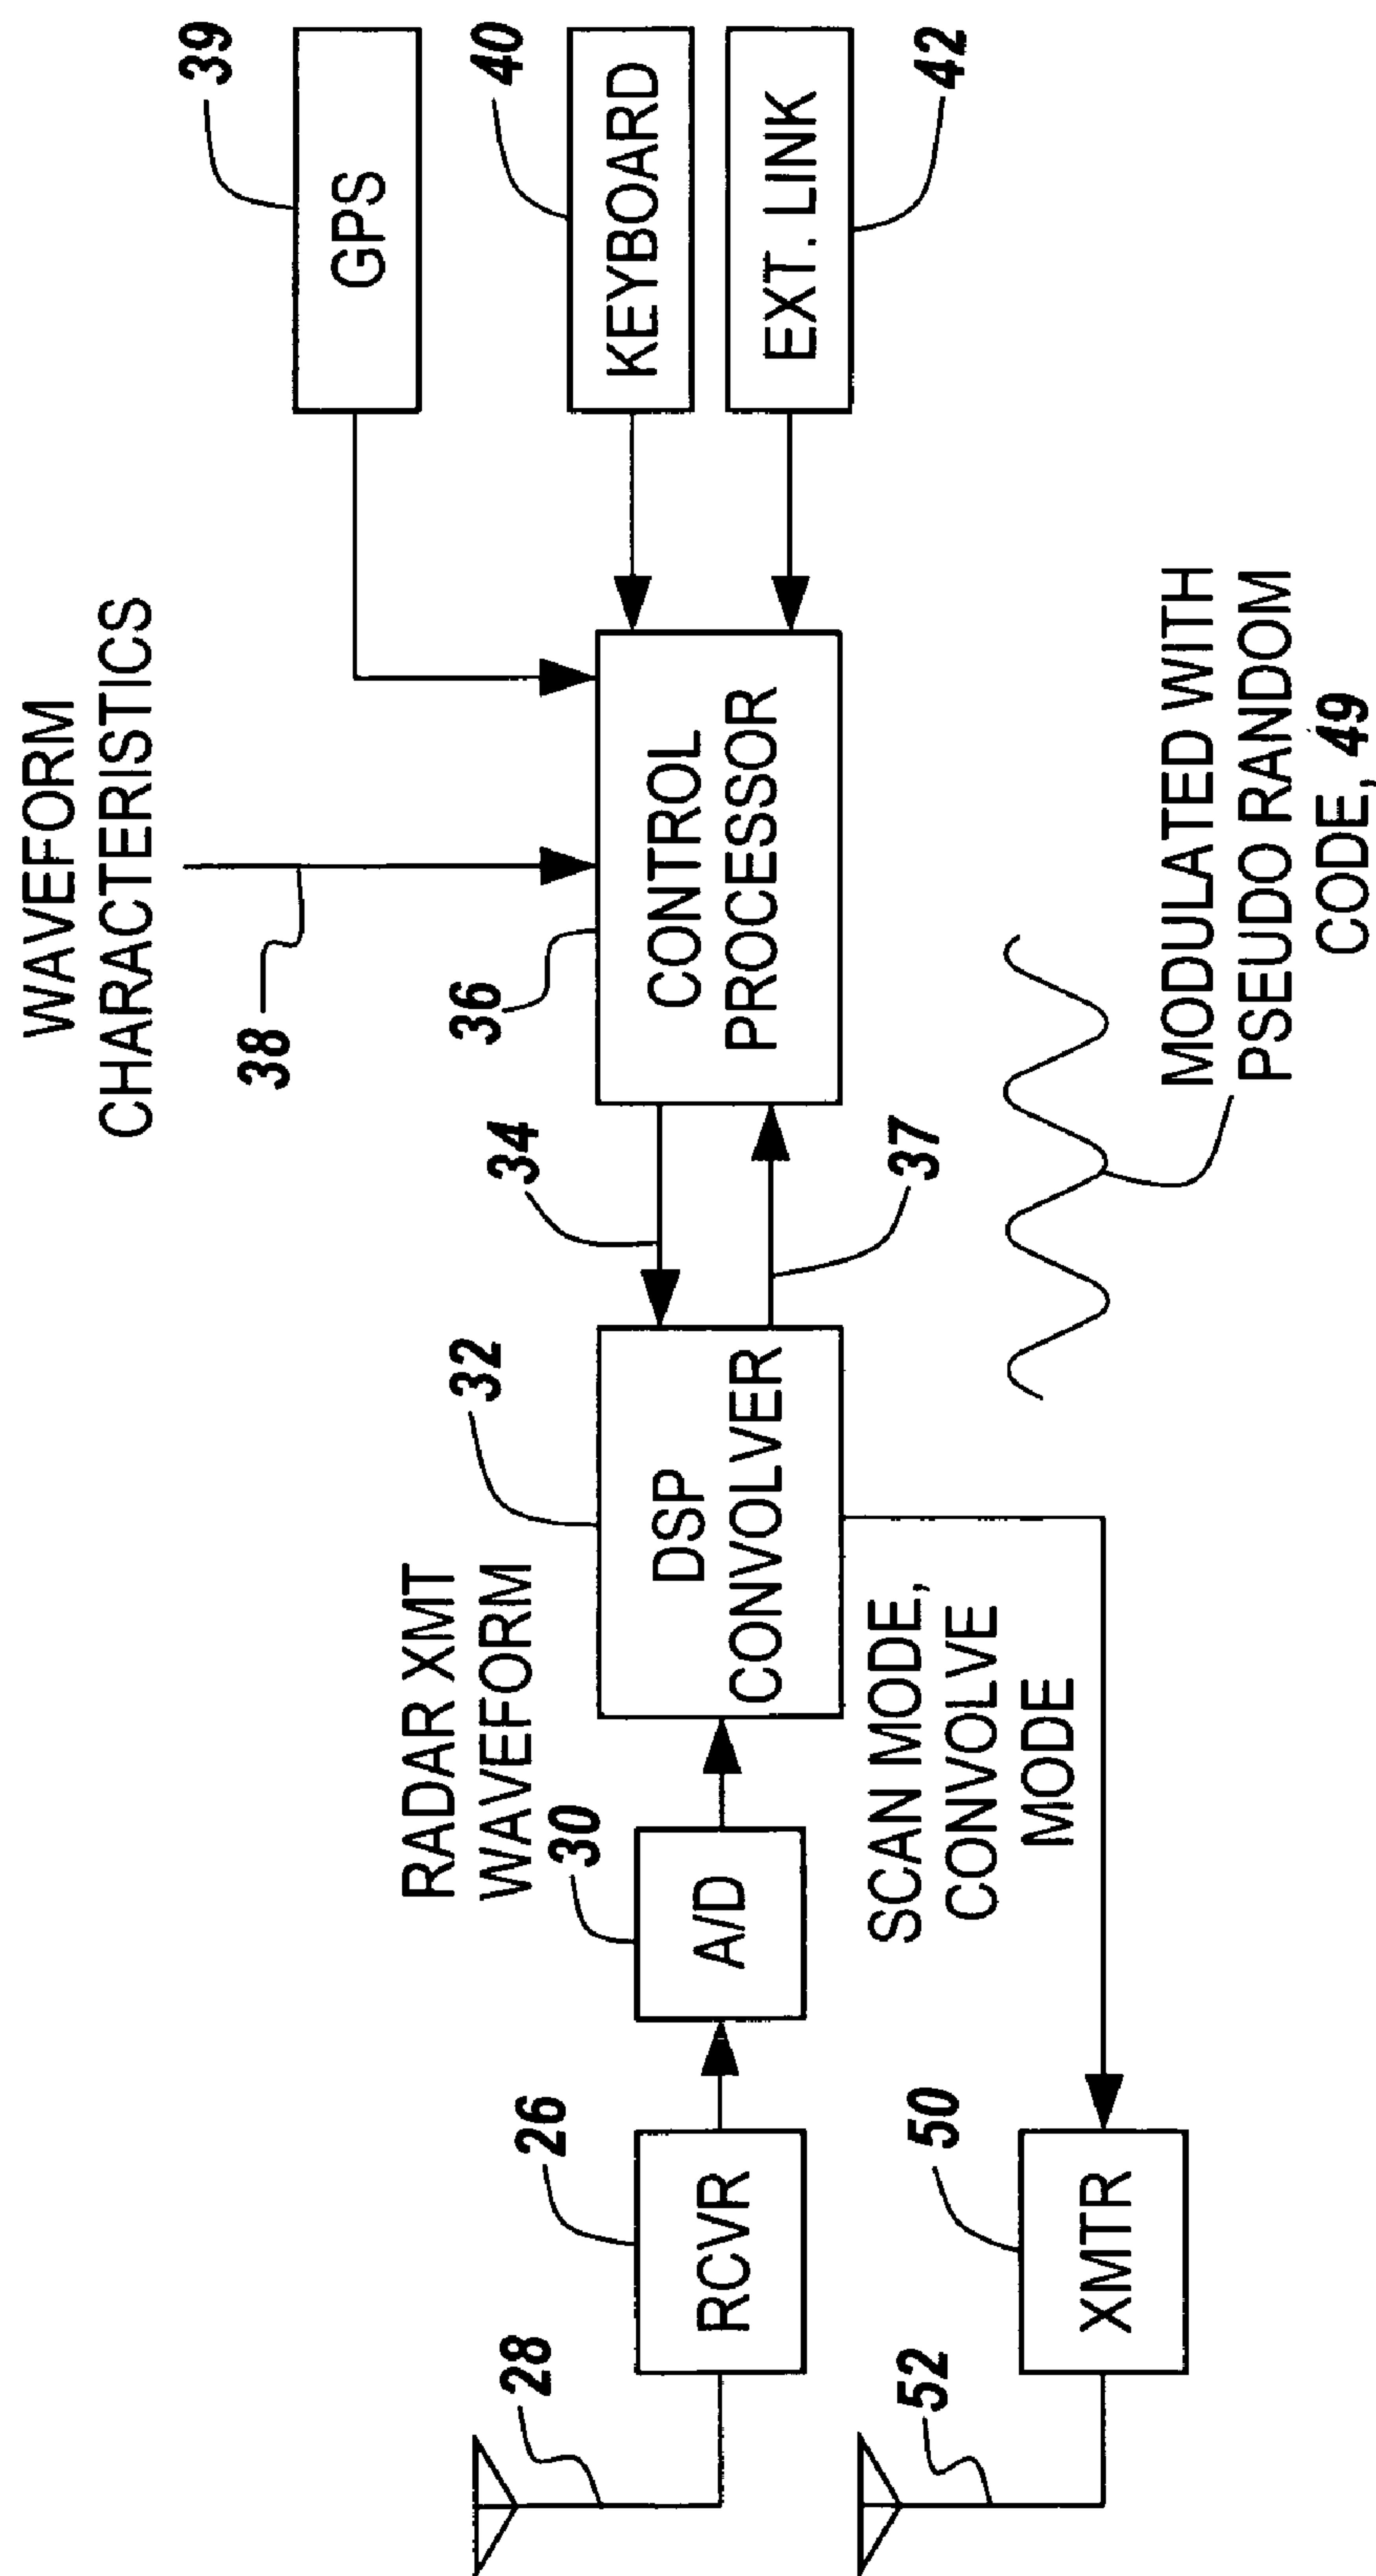 WAVEFORM
CHARACTERISTICS
38
39
GPS
40
KEYBOARD
EXT. LINK
42
36
CONTROL
PROCESSOR
34
37
32
DSP
CONVOLVER
RADAR XMT
WAVEFORM
30
A/D
26
RCVR
28
SCAN MODE,
CONVOLVE
MODE
50
XMTR
52
MODULATED WITH
PSEUDO RANDOM
CODE, 49